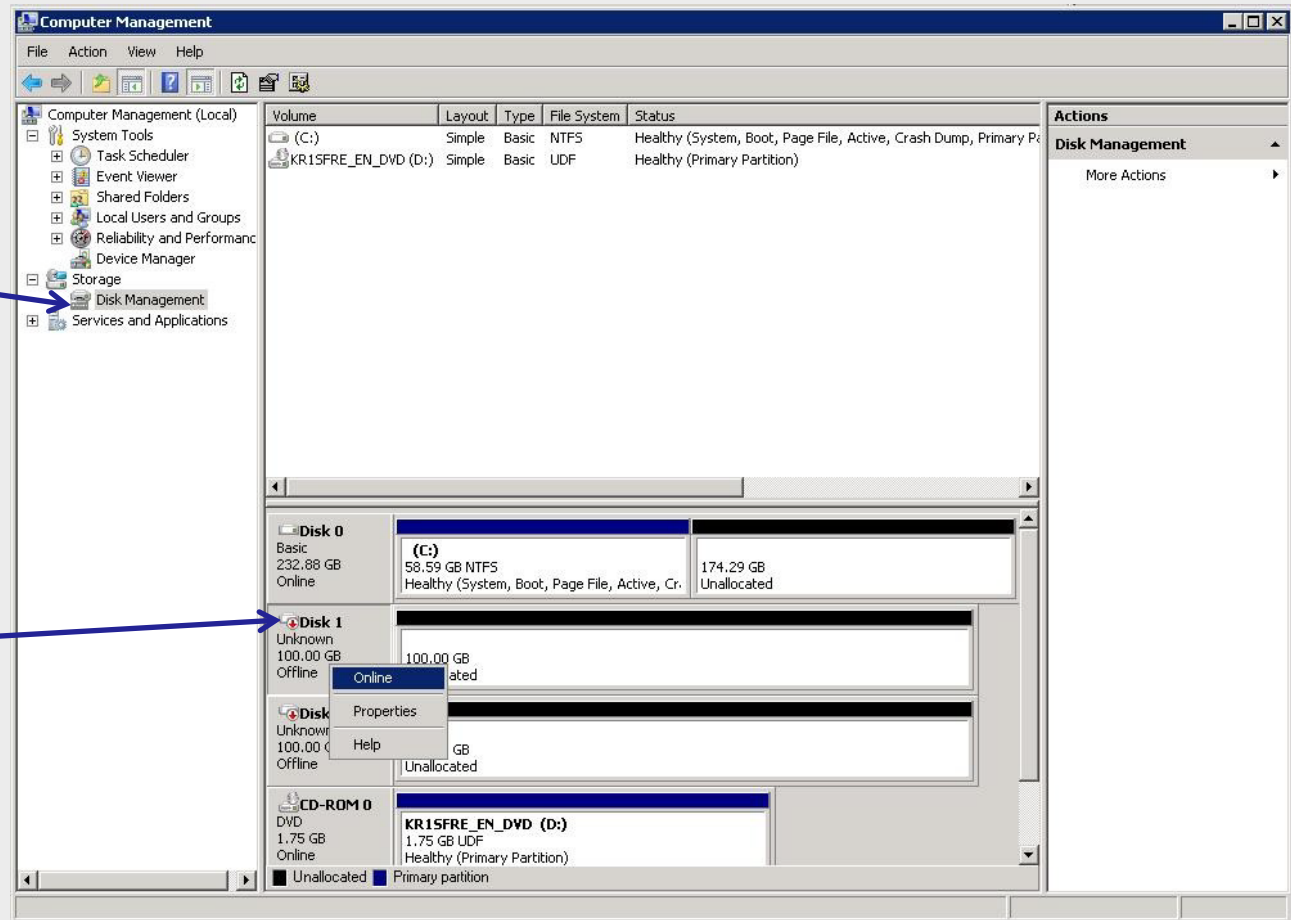 Computer Management
File Action View Help
Computer Management (Local)
System Tools
Task Scheduler
Event Viewer
Shared Folders
Local Users and Groups
Reliability and Performanc
Device Manager
Storage
Disk Management
Services and Applications
Volume Layout Type File System Status
(C:) Simple Basic NTFS Healthy (System, Boot, Page File, Active, Crash Dump, Primary Pa
KR1SFRE_EN_DVD (D:) Simple Basic UDF Healthy (Primary Partition)
Actions
Disk Management
More Actions
Disk 0
Basic
232.88 GB
Online
(C:)
58.59 GB NTFS
Healthy (System, Boot, Page File, Active, Cr
174.29 GB
Unallocated
Disk 1
Unknown
100.00 GB
Offline
100.00 GB
ated
Online
Properties
Help
Disk
Unknown
100.00
Offline
GB
Unallocated
CD-ROM 0
DVD
1.75 GB
Online
KR1SFRE_EN_DVD (D:)
1.75 GB UDF
Healthy (Primary Partition)
Unallocated Primary partition